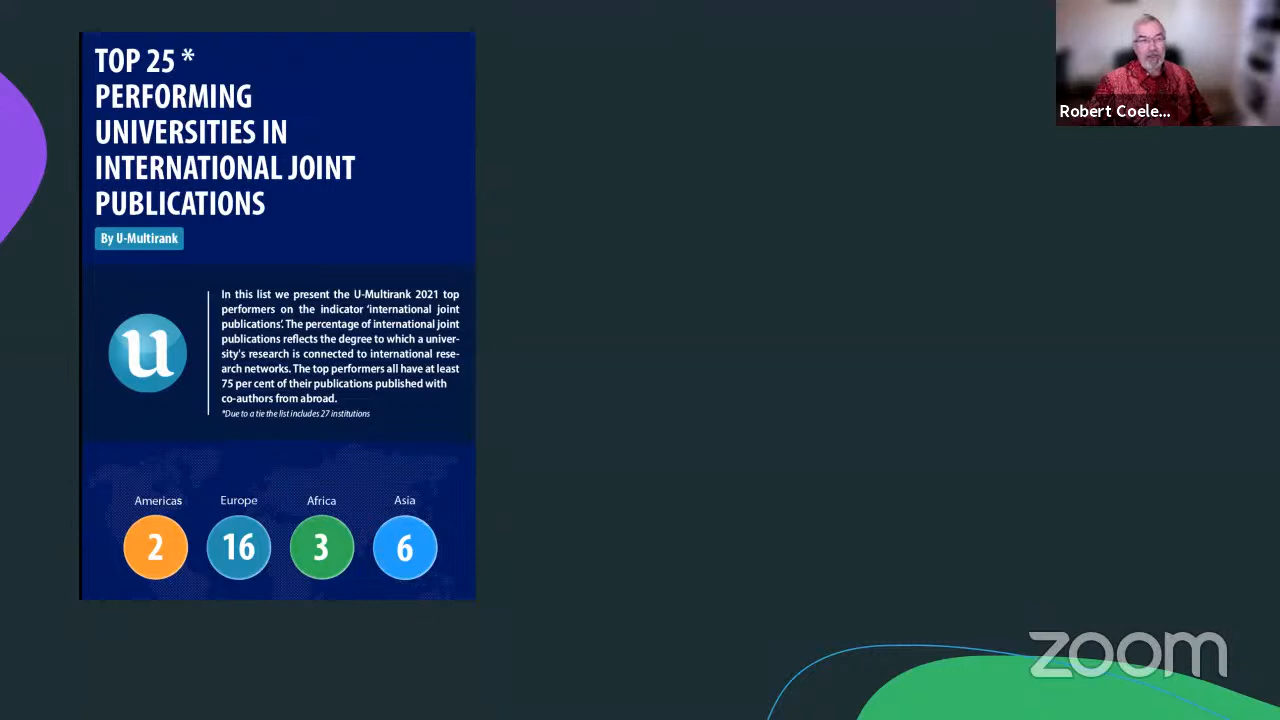 TOP 25 *
PERFORMING
UNIVERSITIES IN
INTERNATIONAL JOINT
PUBLICATIONS
By U-Multirank
u
In this list we present the U-Multirank 2021 top
performers on the indicator ‘international joint
publications’. The percentage of international joint
publications reflects the degree to which a univer-
sity's research is connected to international rese-
arch networks. The top performers all have at least
75 per cent of their publications published with
co-authors from abroad.
*Due to a tie the list includes 27 institutions
Americas Europe Africa Asia
2 16 3 6
Robert Coele...
zoom